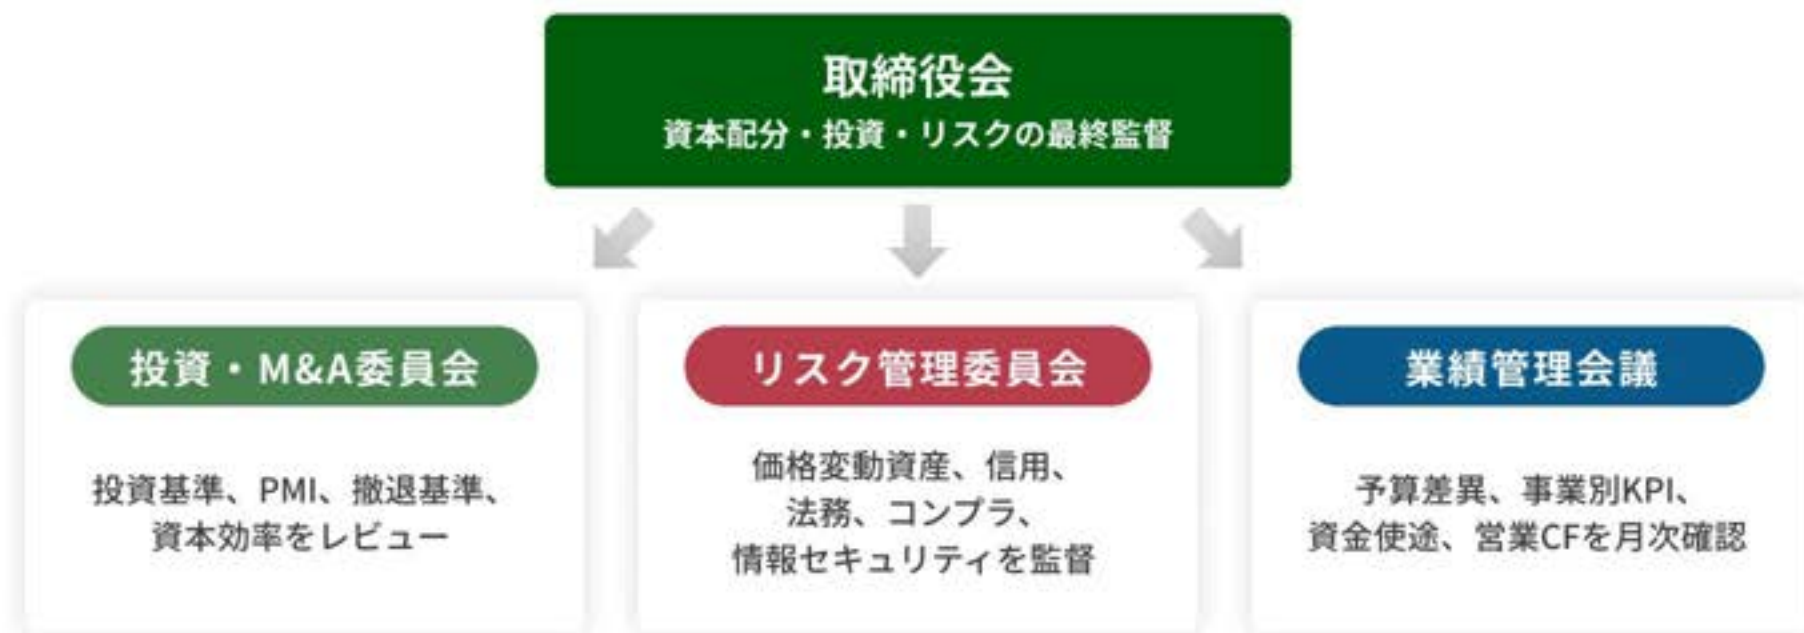 取締役会
資本配分・投資・リスクの最終監督
投資・M&A委員会
投資基準、PMI、撤退基準、
資本効率をレビュー
リスク管理委員会
価格変動資産、信用、
法務、コンプラ、
情報セキュリティを監督
業績管理会議
予算差異、事業別KPI、
資金使途、営業CFを月次確認